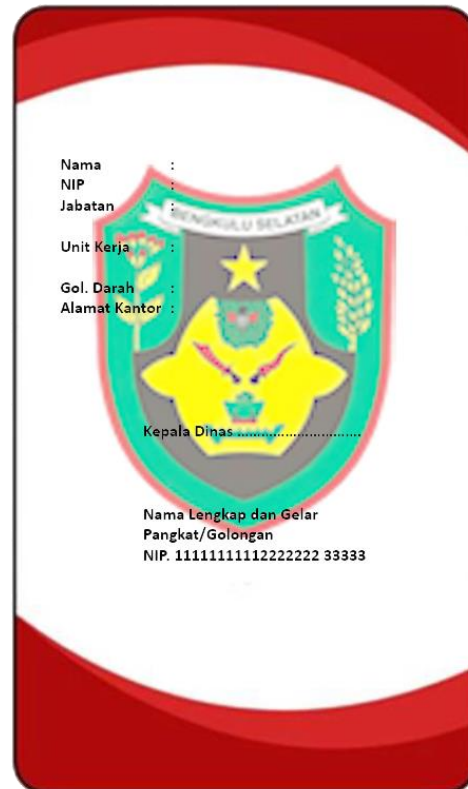 Nama :
NIP :
Jabatan :
BENGKULU SELATAN
Unit Kerja :
Gol. Darah :
Alamat Kantor :
Kepala Dinas ................................
Nama Lengkap dan Gelar
Pangkat/Golongan
NIP. 11111111112222222 33333